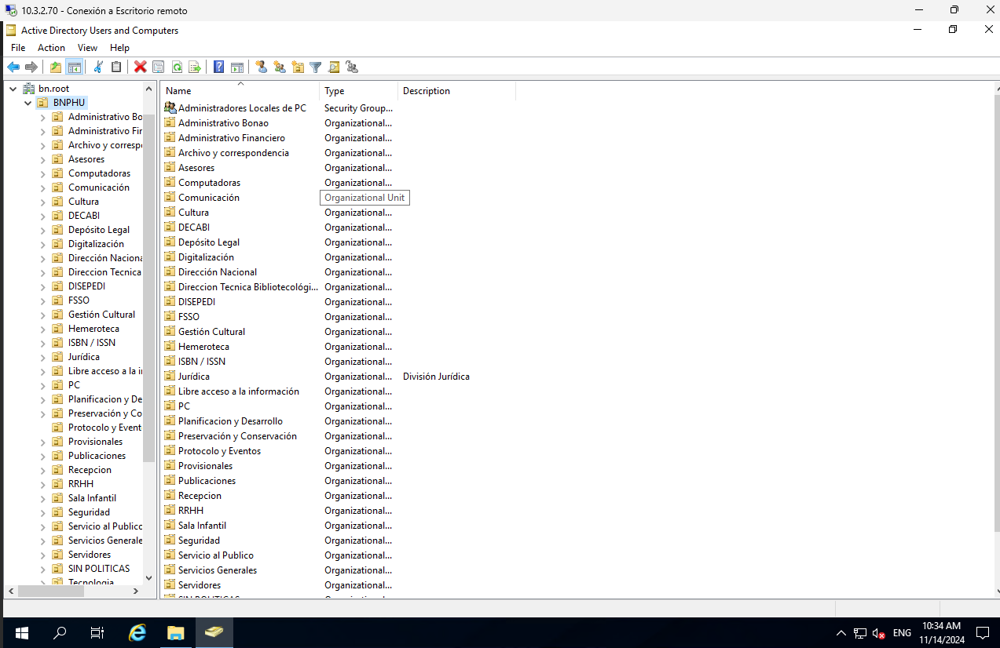 10.3.2.70 - Conexión a Escritorio remoto
Active Directory Users and Computers
File Action View Help
bn.root
BNPHU
Administrativo Bo
Administrativo Fir
Archivo y correspo
Asesores
Computadoras
Comunicación
Cultura
DECABI
Depósito Legal
Digitalización
Dirección Naciona
Direccion Tecnica
DISEPEDI
FSSO
Gestión Cultural
Hemeroteca
ISBN / ISSN
Jurídica
Libre acceso a la in
PC
Planificacion y De
Preservación y Co
Protocolo y Event
Provisionales
Publicaciones
Recepcion
RRHH
Sala Infantil
Seguridad
Servicio al Publico
Servicios Generale
Servidores
SIN POLITICAS
Tecnologia
Name Type Description
Administradores Locales de PC Security Group...
Administrativo Bonao Organizational...
Administrativo Financiero Organizational...
Archivo y correspondencia Organizational...
Asesores Organizational...
Computadoras Organizational...
Comunicación Organizational Unit
Cultura Organizational...
DECABI Organizational...
Depósito Legal Organizational...
Digitalización Organizational...
Dirección Nacional Organizational...
Direccion Tecnica Bibliotecológi... Organizational...
DISEPEDI Organizational...
FSSO Organizational...
Gestión Cultural Organizational...
Hemeroteca Organizational...
ISBN / ISSN Organizational...
Jurídica Organizational... División Jurídica
Libre acceso a la información Organizational...
PC Organizational...
Planificacion y Desarrollo Organizational...
Preservación y Conservación Organizational...
Protocolo y Eventos Organizational...
Provisionales Organizational...
Publicaciones Organizational...
Recepcion Organizational...
RRHH Organizational...
Sala Infantil Organizational...
Seguridad Organizational...
Servicio al Publico Organizational...
Servicios Generales Organizational...
Servidores Organizational...
SIN POLITICAS
ENG
10:34 AM
11/14/2024